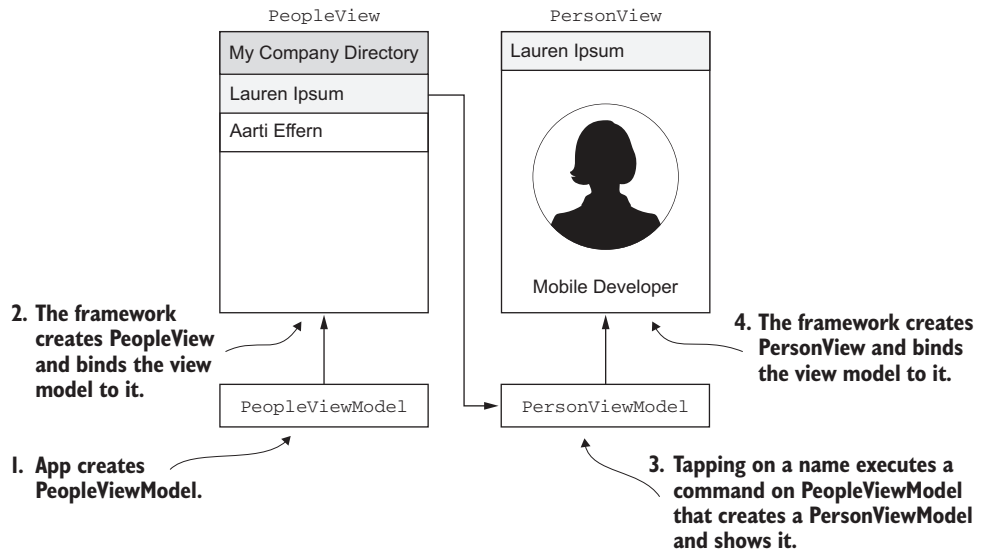 PeopleView
My Company Directory
Lauren Ipsum
Aarti Effern
PersonView
Lauren Ipsum
Mobile Developer
2. The framework
creates PeopleView
and binds the view
model to it.
4. The framework creates
PersonView and binds
the view model to it.
PeopleViewModel
PersonViewModel
1. App creates
PeopleViewModel.
3. Tapping on a name executes a
command on PeopleViewModel
that creates a PersonViewModel
and shows it.